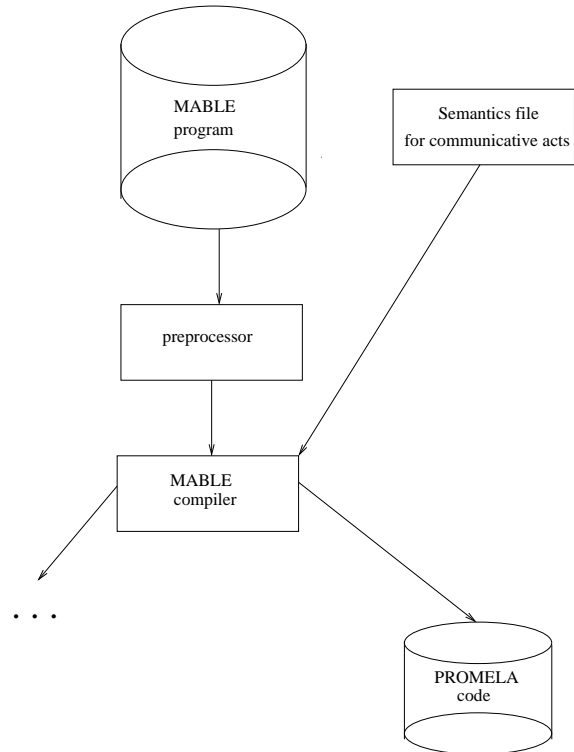 MABLE
program
Semantics file
for communicative acts
preprocessor
MABLE
compiler
. . .
PROMELA
code